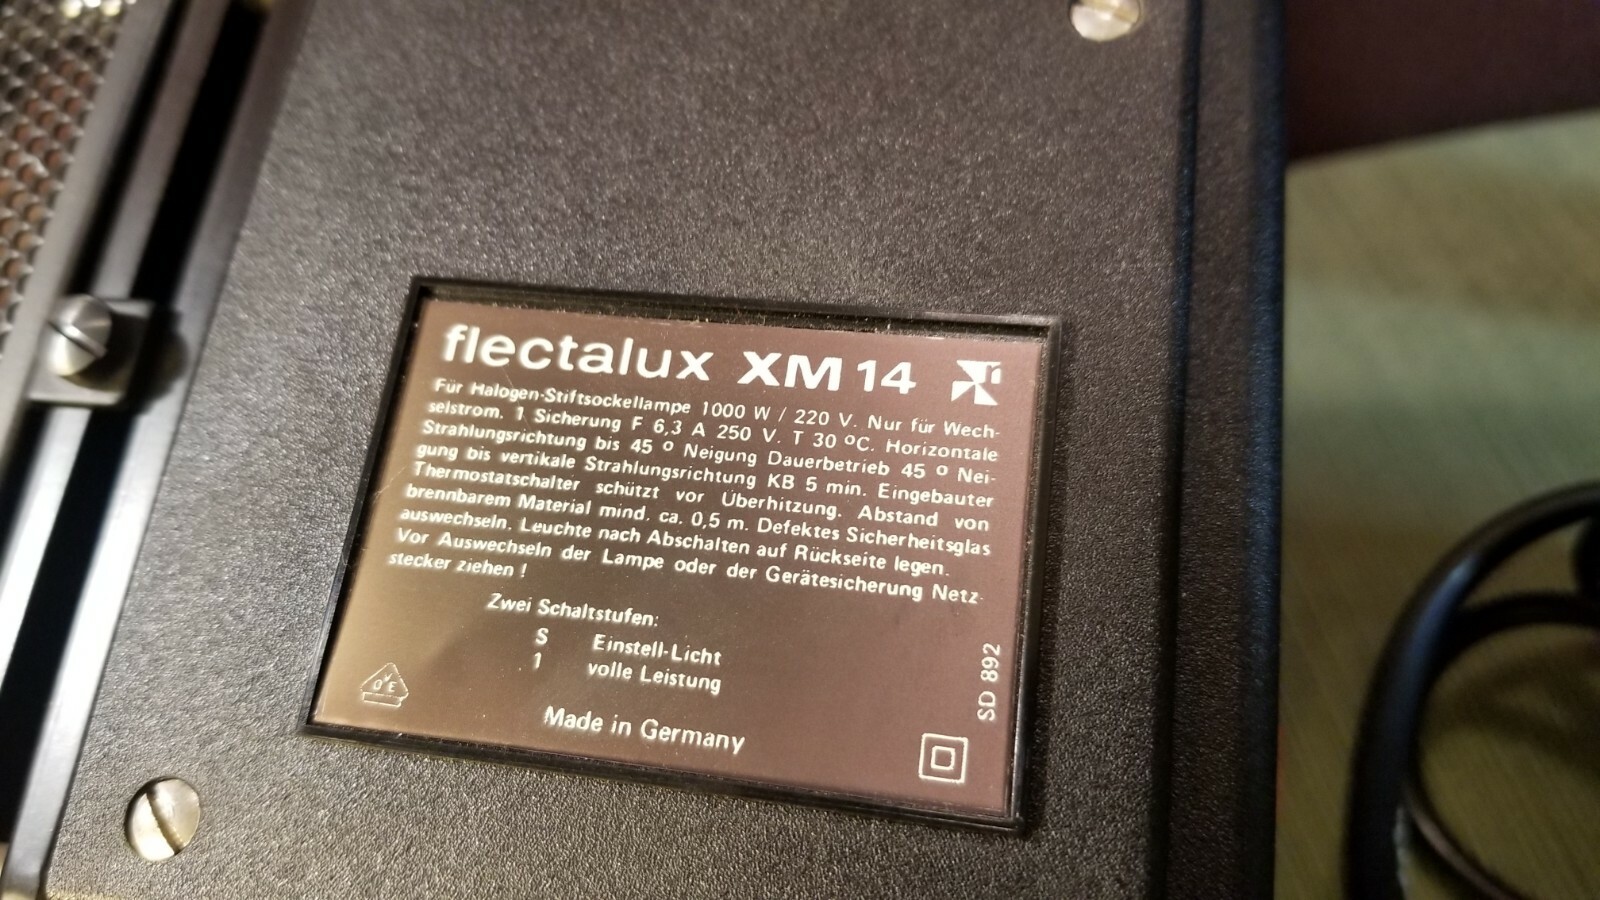 flectalux XM 14
Für Halogen-Stiftsockellampe 1000 W / 220 V. Nur für Wech-
selstrom. 1 Sicherung F 6,3 A 250 V. T 30 ºC. Horizontale
Strahlungsrichtung bis 45 º Neigung Dauerbetrieb 45 º Nei-
gung bis vertikale Strahlungsrichtung KB 5 min. Eingebauter
Thermostatschalter schützt vor Überhitzung. Abstand von
brennbarem Material mind. ca. 0,5 m. Defektes Sicherheitsglas
auswechseln. Leuchte nach Abschalten auf Rückseite legen.
Vor Auswechseln der Lampe oder der Gerätesicherung Netz-
stecker ziehen !
Zwei Schaltstufen:
S Einstell-Licht
1 volle Leistung
Made in Germany
SD 892